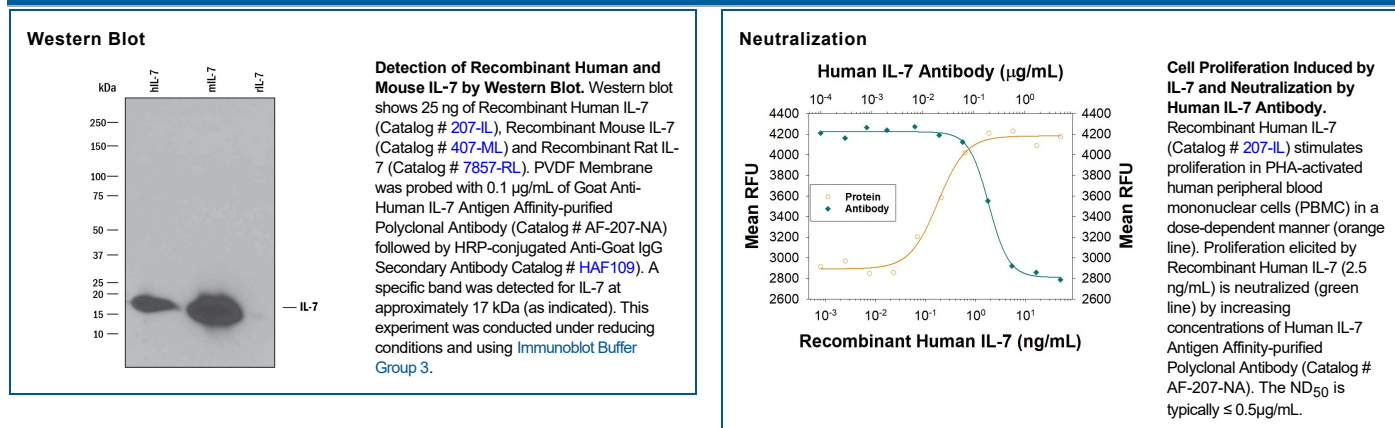 Western Blot
hIL-7
mIL-7
rIL-7
kDa
250
150
100
75
50
37
25
20
15
10
IL-7
Detection of Recombinant Human and
Mouse IL-7 by Western Blot. Western blot
shows 25 ng of Recombinant Human IL-7
(Catalog # 207-IL), Recombinant Mouse IL-7
(Catalog # 407-ML) and Recombinant Rat IL-
7 (Catalog # 7857-RL). PVDF Membrane
was probed with 0.1 µg/mL of Goat Anti-
Human IL-7 Antigen Affinity-purified
Polyclonal Antibody (Catalog # AF-207-NA)
followed by HRP-conjugated Anti-Goat IgG
Secondary Antibody Catalog # HAF109). A
specific band was detected for IL-7 at
approximately 17 kDa (as indicated). This
experiment was conducted under reducing
conditions and using Immunoblot Buffer
Group 3.
Neutralization
Human IL-7 Antibody (µg/mL)
10-4 10-3 10-2 10-1 100
4400 4400
4200 4200
4000 4000
3800 3800
3600 3600
3400 3400
3200 3200
3000 3000
2800 2800
2600 2600
Mean RFU
Mean RFU
Protein
Antibody
10-3 10-2 10-1 100 101
Recombinant Human IL-7 (ng/mL)
Cell Proliferation Induced by
IL-7 and Neutralization by
Human IL-7 Antibody.
Recombinant Human IL-7
(Catalog # 207-IL) stimulates
proliferation in PHA-activated
human peripheral blood
mononuclear cells (PBMC) in a
dose-dependent manner (orange
line). Proliferation elicited by
Recombinant Human IL-7 (2.5
ng/mL) is neutralized (green
line) by increasing
concentrations of Human IL-7
Antigen Affinity-purified
Polyclonal Antibody (Catalog #
AF-207-NA). The ND50 is
typically ≤ 0.5µg/mL.